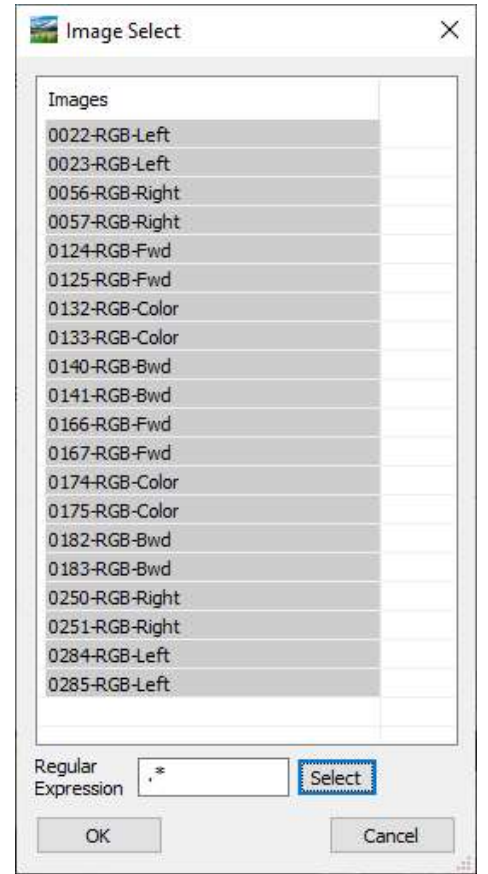 Image Select
Images
0022-RGB-Left
0023-RGB-Left
0056-RGB-Right
0057-RGB-Right
0124-RGB-Fwd
0125-RGB-Fwd
0132-RGB-Color
0133-RGB-Color
0140-RGB-Bwd
0141-RGB-Bwd
0166-RGB-Fwd
0167-RGB-Fwd
0174-RGB-Color
0175-RGB-Color
0182-RGB-Bwd
0183-RGB-Bwd
0250-RGB-Right
0251-RGB-Right
0284-RGB-Left
0285-RGB-Left
Regular
Expression
.*
Select
OK
Cancel